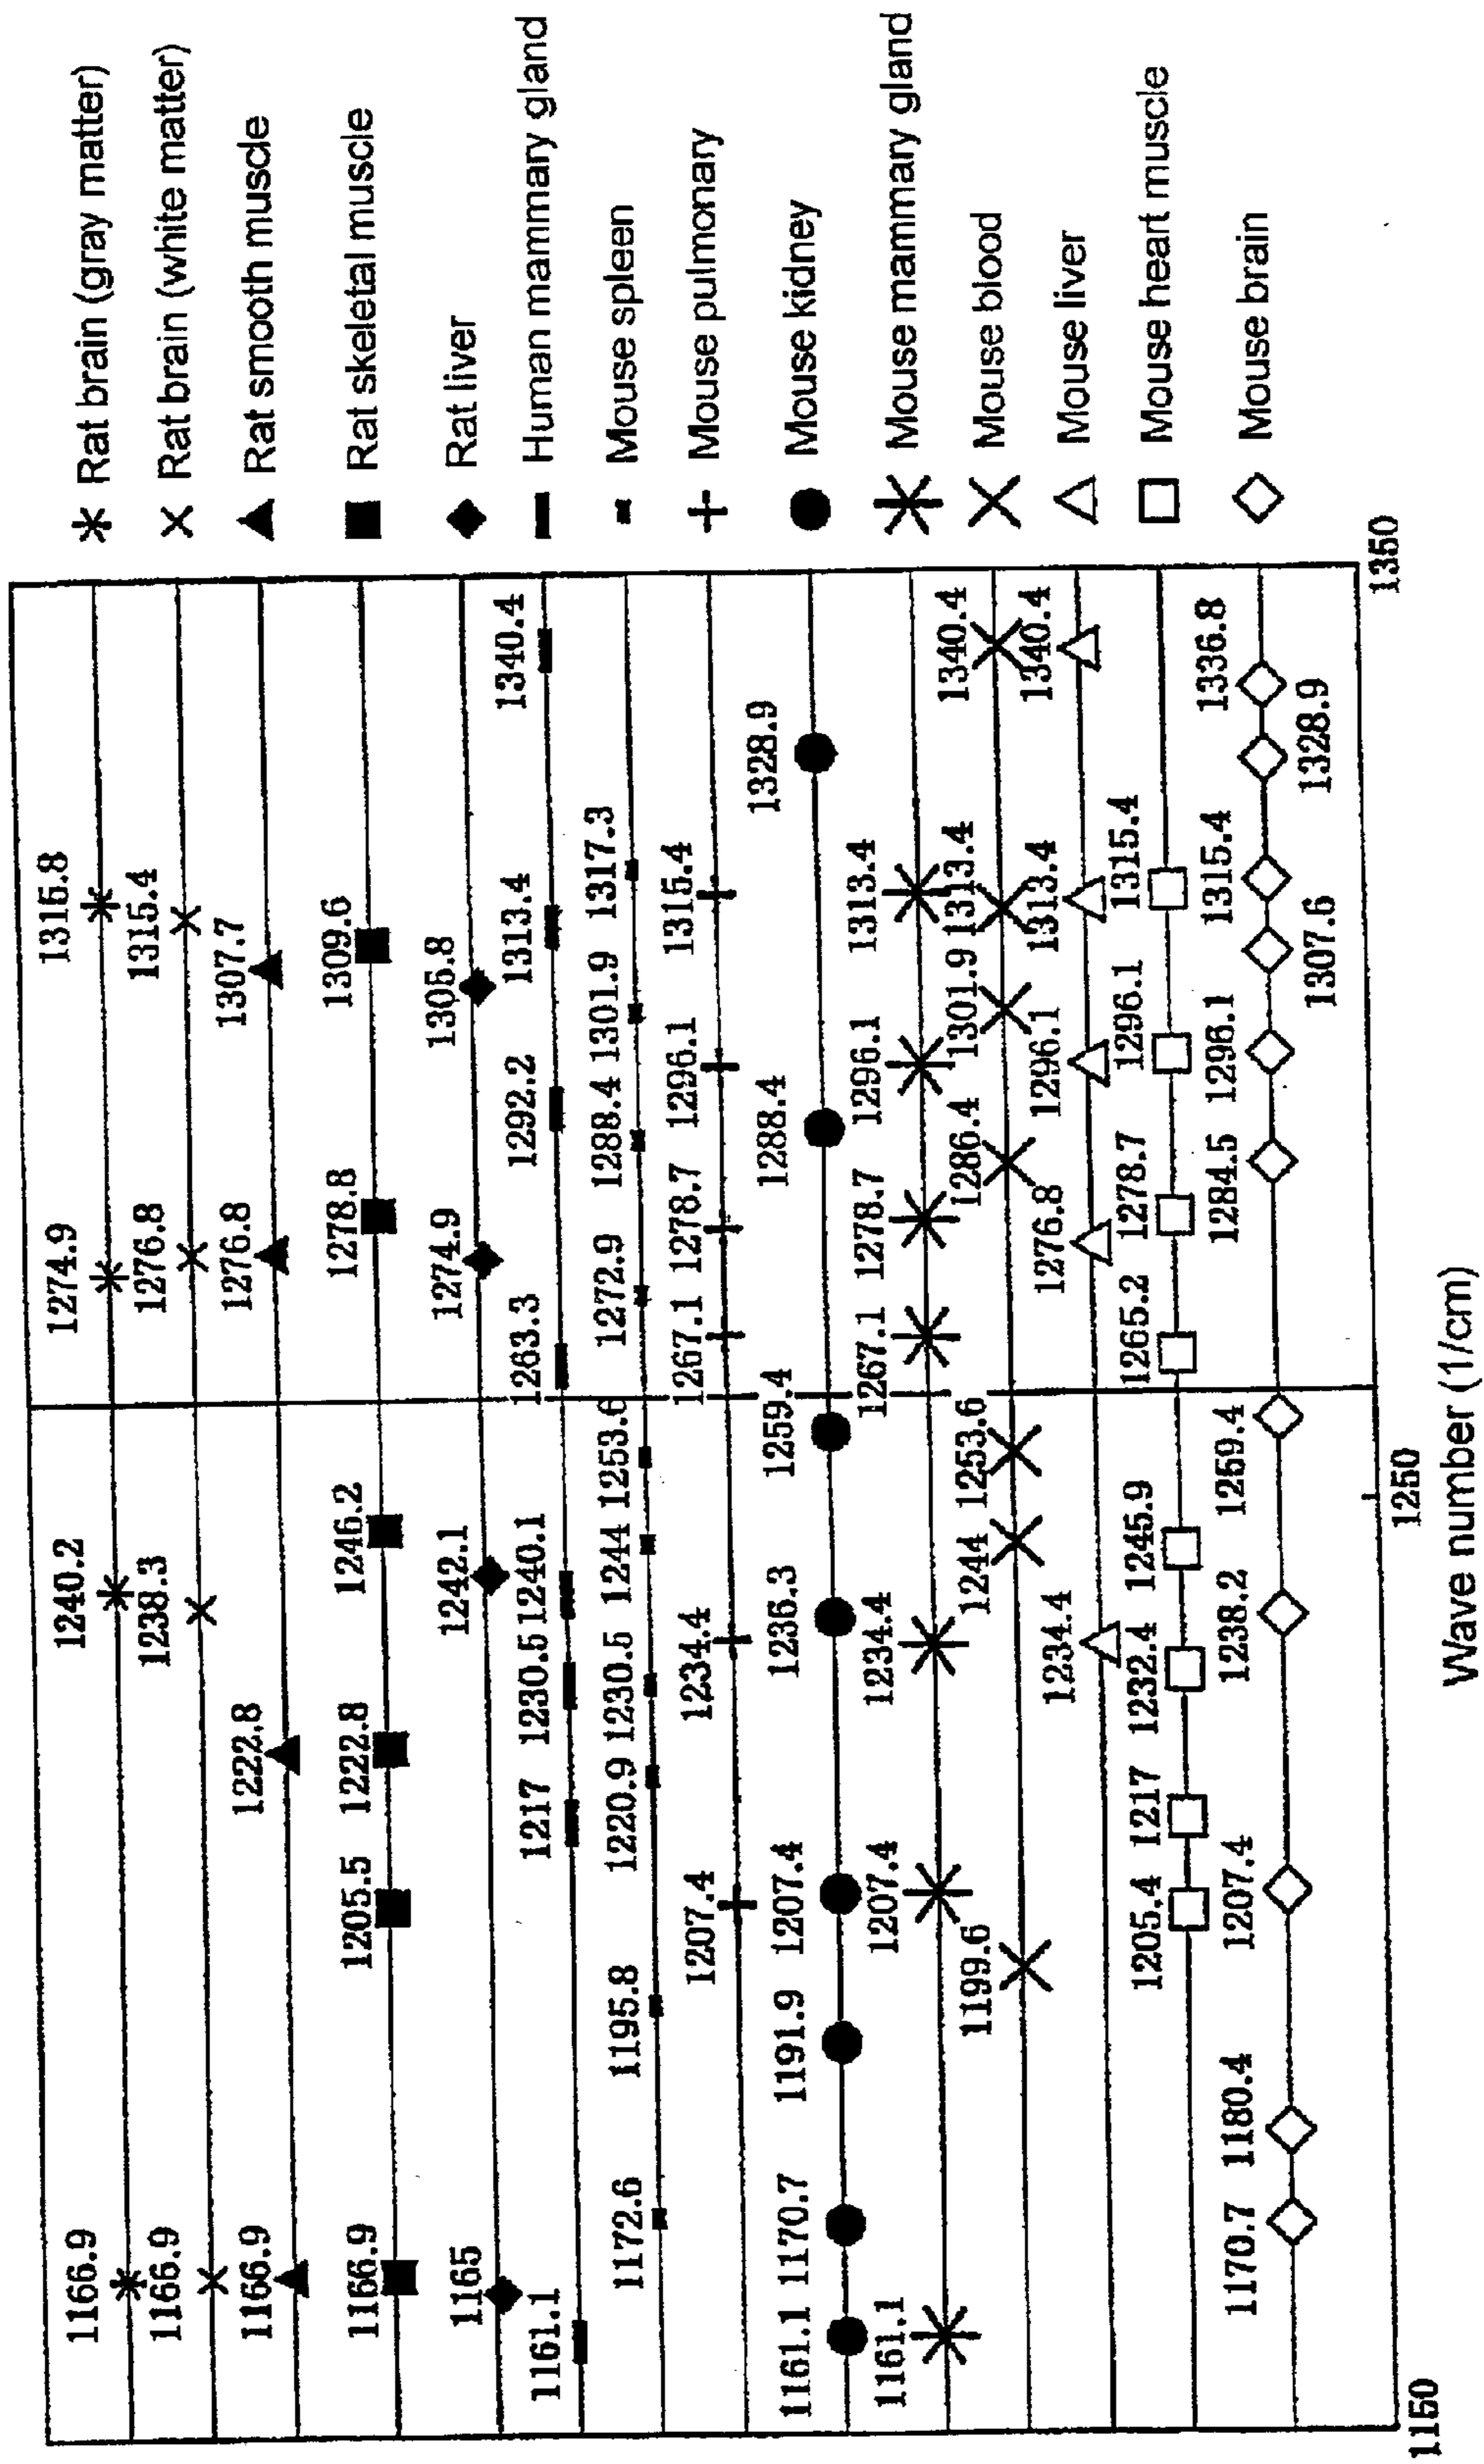 1166.9 1240.2 1274.9 1315.8 Rat brain (gray matter)
1166.9 1238.3 1276.8 1315.4 Rat brain (white matter)
1166.9 1222.8 1276.8 1307.7 Rat smooth muscle
1166.9 1205.5 1222.8 1246.2 1278.8 1309.6 Rat skeletal muscle
1165 1242.1 1274.9 1305.8 Rat liver
1161.1 1217 1230.5 1240.1 1263.3 1292.2 1313.4 1340.4 Human mammary gland
1172.6 1195.8 1220.9 1230.5 1244 1253.6 1272.9 1288.4 1301.9 1317.3 Mouse spleen
1207.4 1234.4 1267.1 1278.7 1296.1 1315.4 Mouse pulmonary
1161.1 1170.7 1191.9 1207.4 1236.3 1259.4 1288.4 1328.9 Mouse kidney
1161.1 1207.4 1234.4 1267.1 1278.7 1296.1 1313.4 Mouse mammary gland
1199.6 1244 1253.6 1286.4 1301.9 1313.4 1340.4 Mouse blood
1234.4 1276.8 1296.1 1313.4 1340.4 Mouse liver
1205.4 1217 1232.4 1245.9 1265.2 1278.7 1296.1 1315.4 Mouse heart muscle
1170.7 1180.4 1207.4 1238.2 1259.4 1284.5 1296.1 1315.4 1336.8 Mouse brain
1307.6 1328.9
1150 1250 1350
Wave number (1/cm)